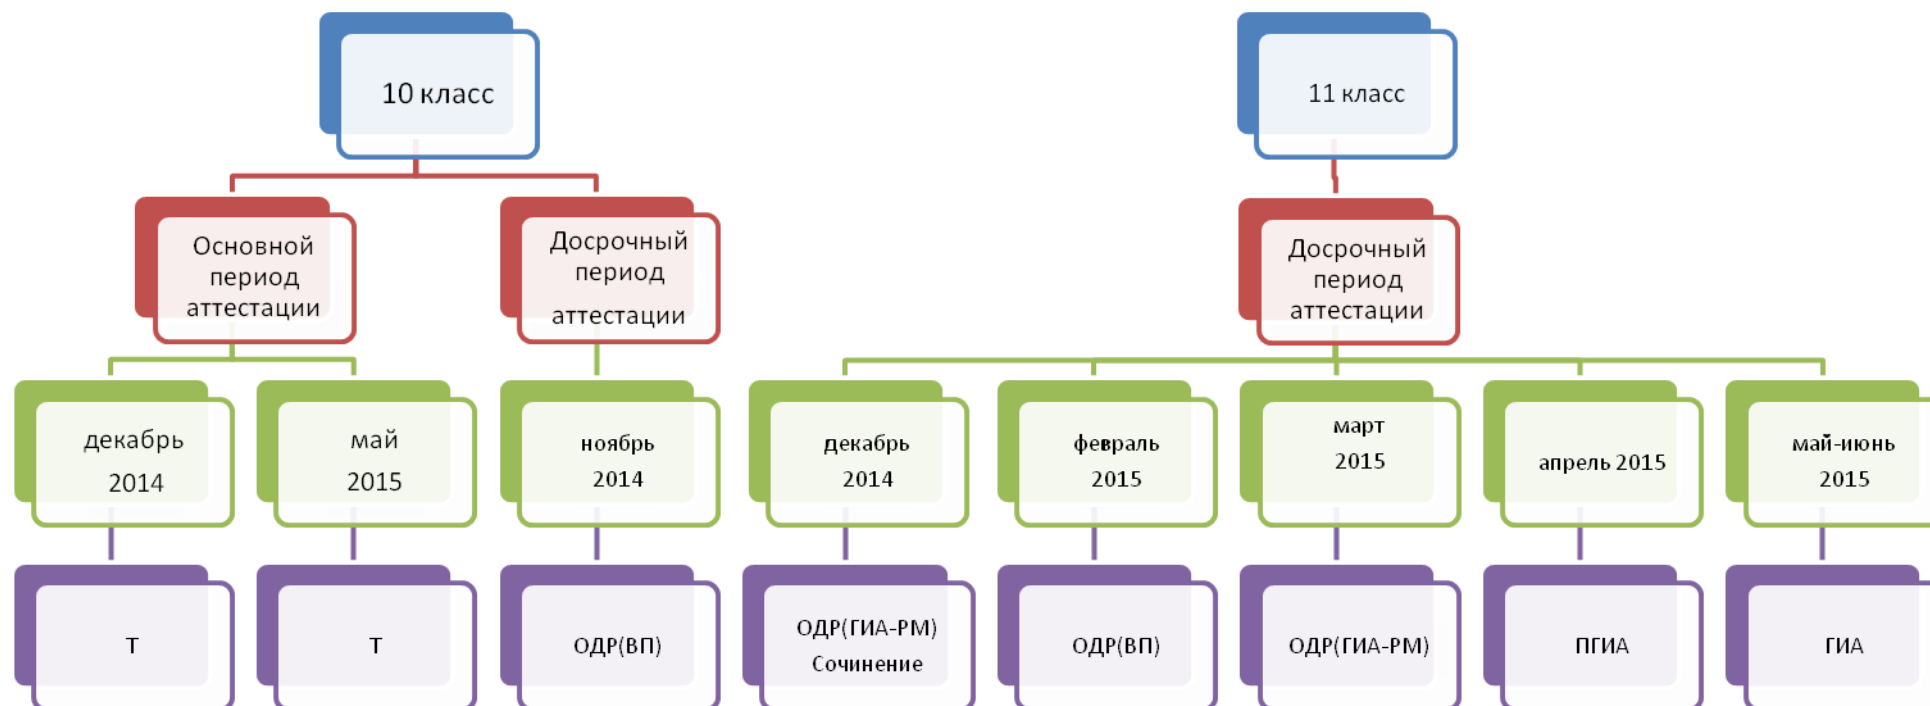 10 класс
11 класс
Основной
период
аттестации
Досрочный
период
аттестации
Досрочный
период
аттестации
декабрь
2014
май
2015
ноябрь
2014
декабрь
2014
февраль
2015
март
2015
апрель 2015
май-июнь
2015
Т
Т
ОДР(ВП)
ОДР(ГИА-РМ)
Сочинение
ОДР(ВП)
ОДР(ГИА-РМ)
ПГИА
ГИА